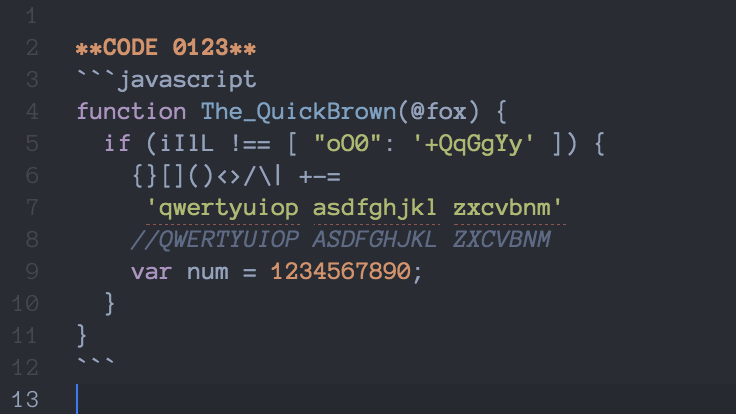 1
2 **CODE 0123**
3 ```javascript
4 function The_QuickBrown(@fox) {
5   if (iIlL !== [ "oO0": '+QqGgYy' ]) {
6     {}[]()<>/\| +-=
7      'qwertyuiop asdfghjkl zxcvbnm'
8     //QWERTYUIOP ASDFGHJKL ZXCVBNM
9     var num = 1234567890;
10   }
11 }
12 ```
13